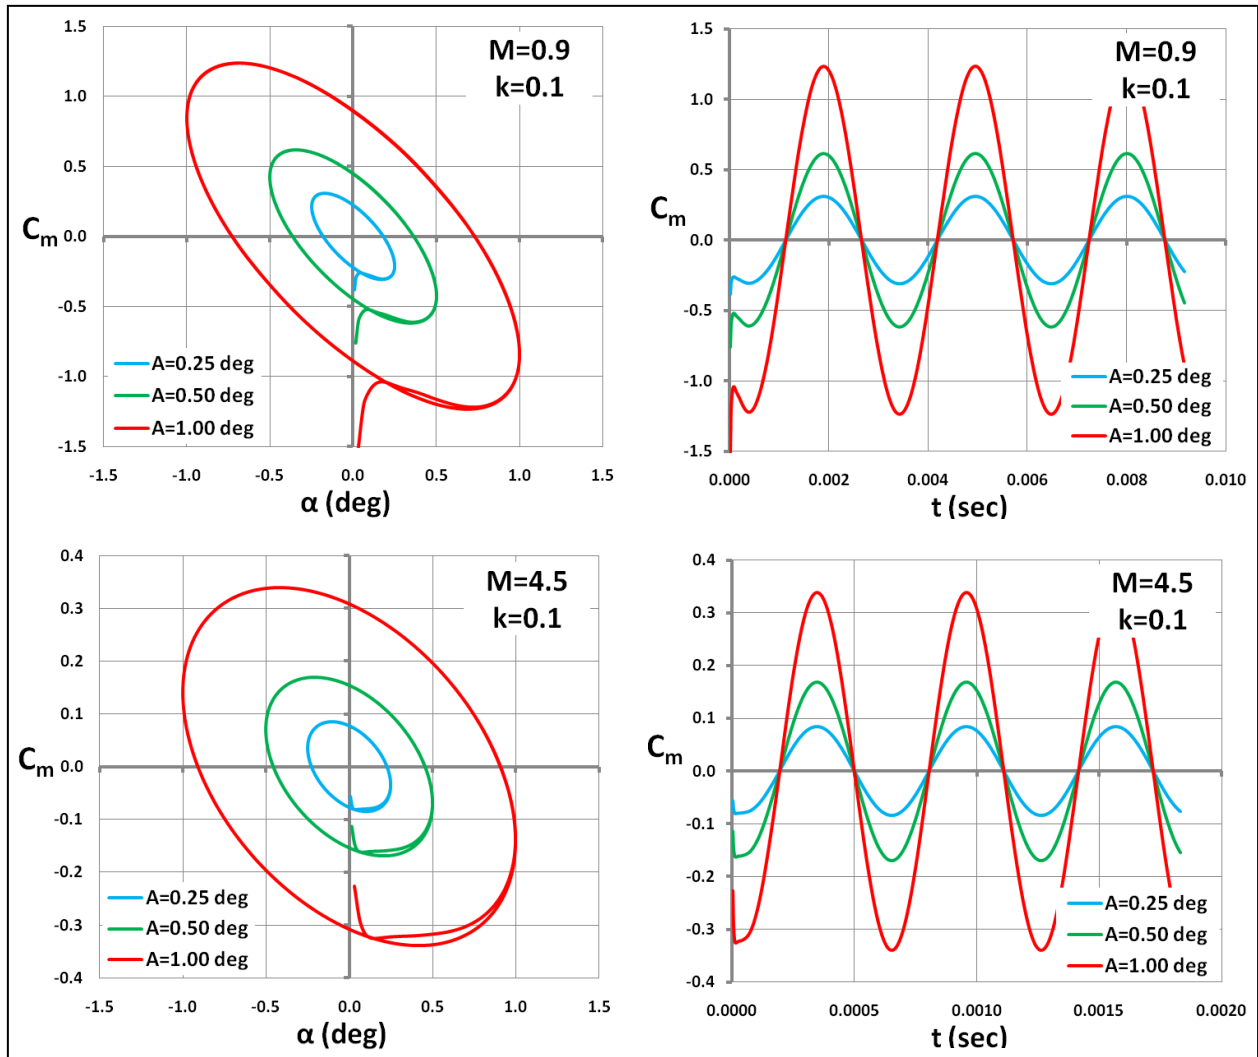 M=0.9
k=0.1
1.5
1.0
0.5
0.0
-0.5
-1.0
-1.5
Cm
A=0.25 deg
A=0.50 deg
A=1.00 deg
-1.5 -1.0 -0.5 0.0 0.5 1.0 1.5
α (deg)
M=0.9
k=0.1
1.5
1.0
0.5
0.0
-0.5
-1.0
-1.5
Cm
A=0.25 deg
A=0.50 deg
A=1.00 deg
0.000 0.002 0.004 0.006 0.008 0.010
t (sec)
M=4.5
k=0.1
0.4
0.3
0.2
0.1
0.0
-0.1
-0.2
-0.3
-0.4
Cm
A=0.25 deg
A=0.50 deg
A=1.00 deg
-1.5 -1.0 -0.5 0.0 0.5 1.0 1.5
α (deg)
M=4.5
k=0.1
0.4
0.3
0.2
0.1
0.0
-0.1
-0.2
-0.3
-0.4
Cm
A=0.25 deg
A=0.50 deg
A=1.00 deg
0.0000 0.0005 0.0010 0.0015 0.0020
t (sec)